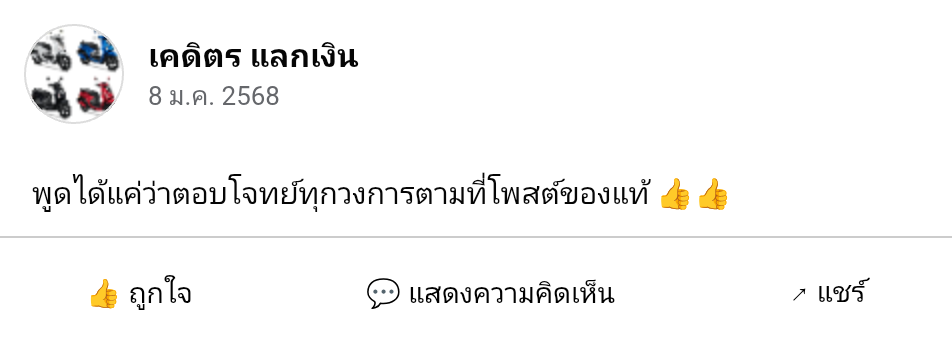 เคดิตร แลกเงิน
8 ม.ค. 2568
พูดได้แค่ว่าตอบโจทย์ทุกวงการตามที่โพสต์ของแท้ 👍👍
👍 ถูกใจ
💬 แสดงความคิดเห็น
↗ แชร์